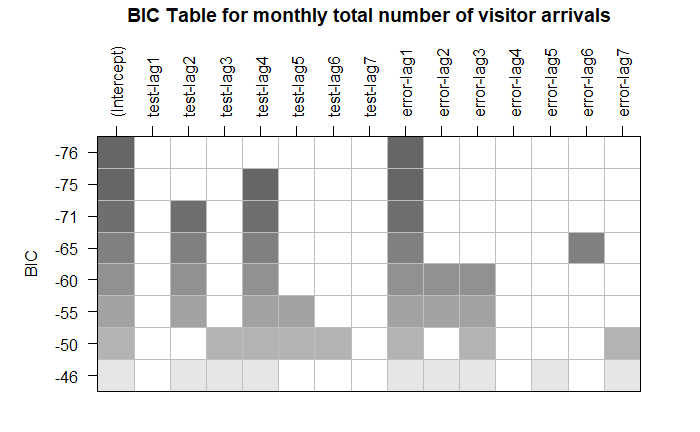 BIC Table for monthly total number of visitor arrivals
(Intercept)
test-lag1
test-lag2
test-lag3
test-lag4
test-lag5
test-lag6
test-lag7
error-lag1
error-lag2
error-lag3
error-lag4
error-lag5
error-lag6
error-lag7
BIC
-76
-75
-71
-65
-60
-55
-50
-46